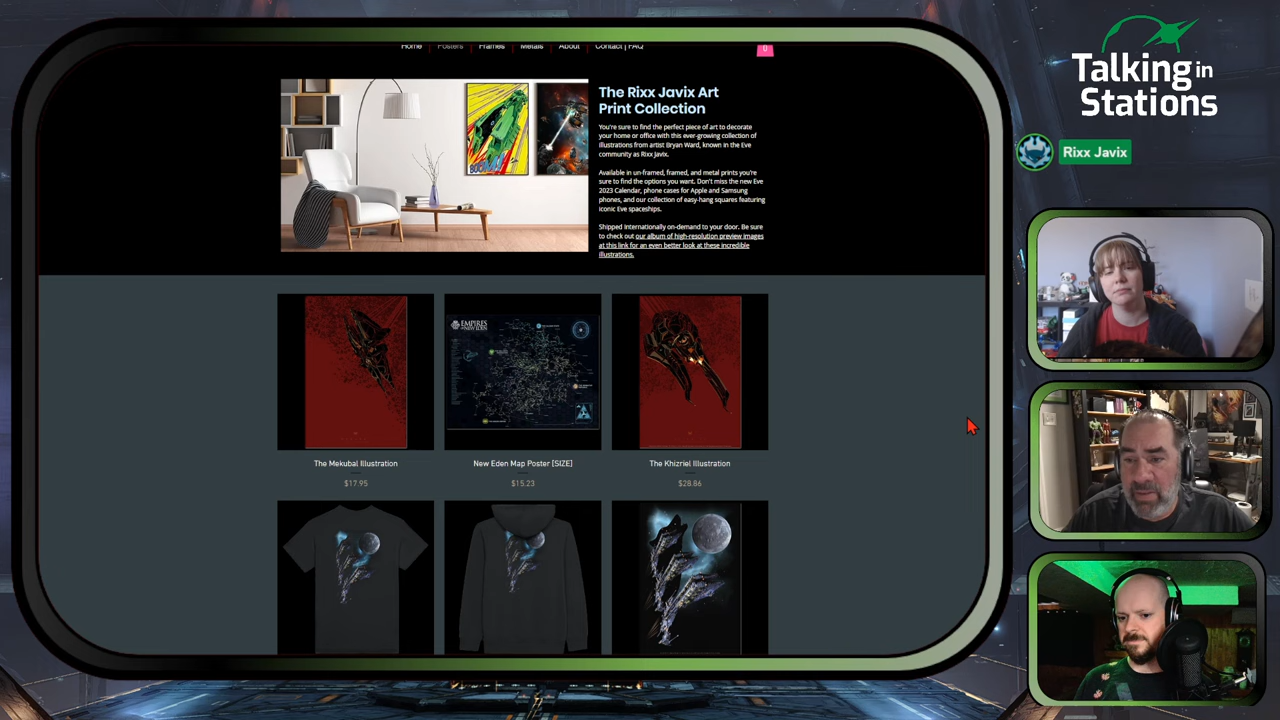 Home Posters Frames Metals About Contact | FAQ
0
Talking in
Stations
Rixx Javix
The Rixx Javix Art
Print Collection
You're sure to find the perfect piece of art to decorate
your home or office with this ever-growing collection of
illustrations from artist Bryan Ward, known in the Eve
community as Rixx Javix.
Available in un-framed, framed, and metal prints you're
sure to find the options you want. Don't miss the new Eve
2023 Calendar, phone cases for Apple and Samsung
phones, and our collection of easy-hang squares featuring
iconic Eve spaceships.
Shipped Internationally on-demand to your door. Be sure
to check out our album of high-resolution preview images
at this link for an even better look at these incredible
illustrations.
EMPIRES
OF NEW EDEN
The Mekubal Illustration
$17.95
New Eden Map Poster [SIZE]
$15.23
The Khizriel Illustration
$28.86